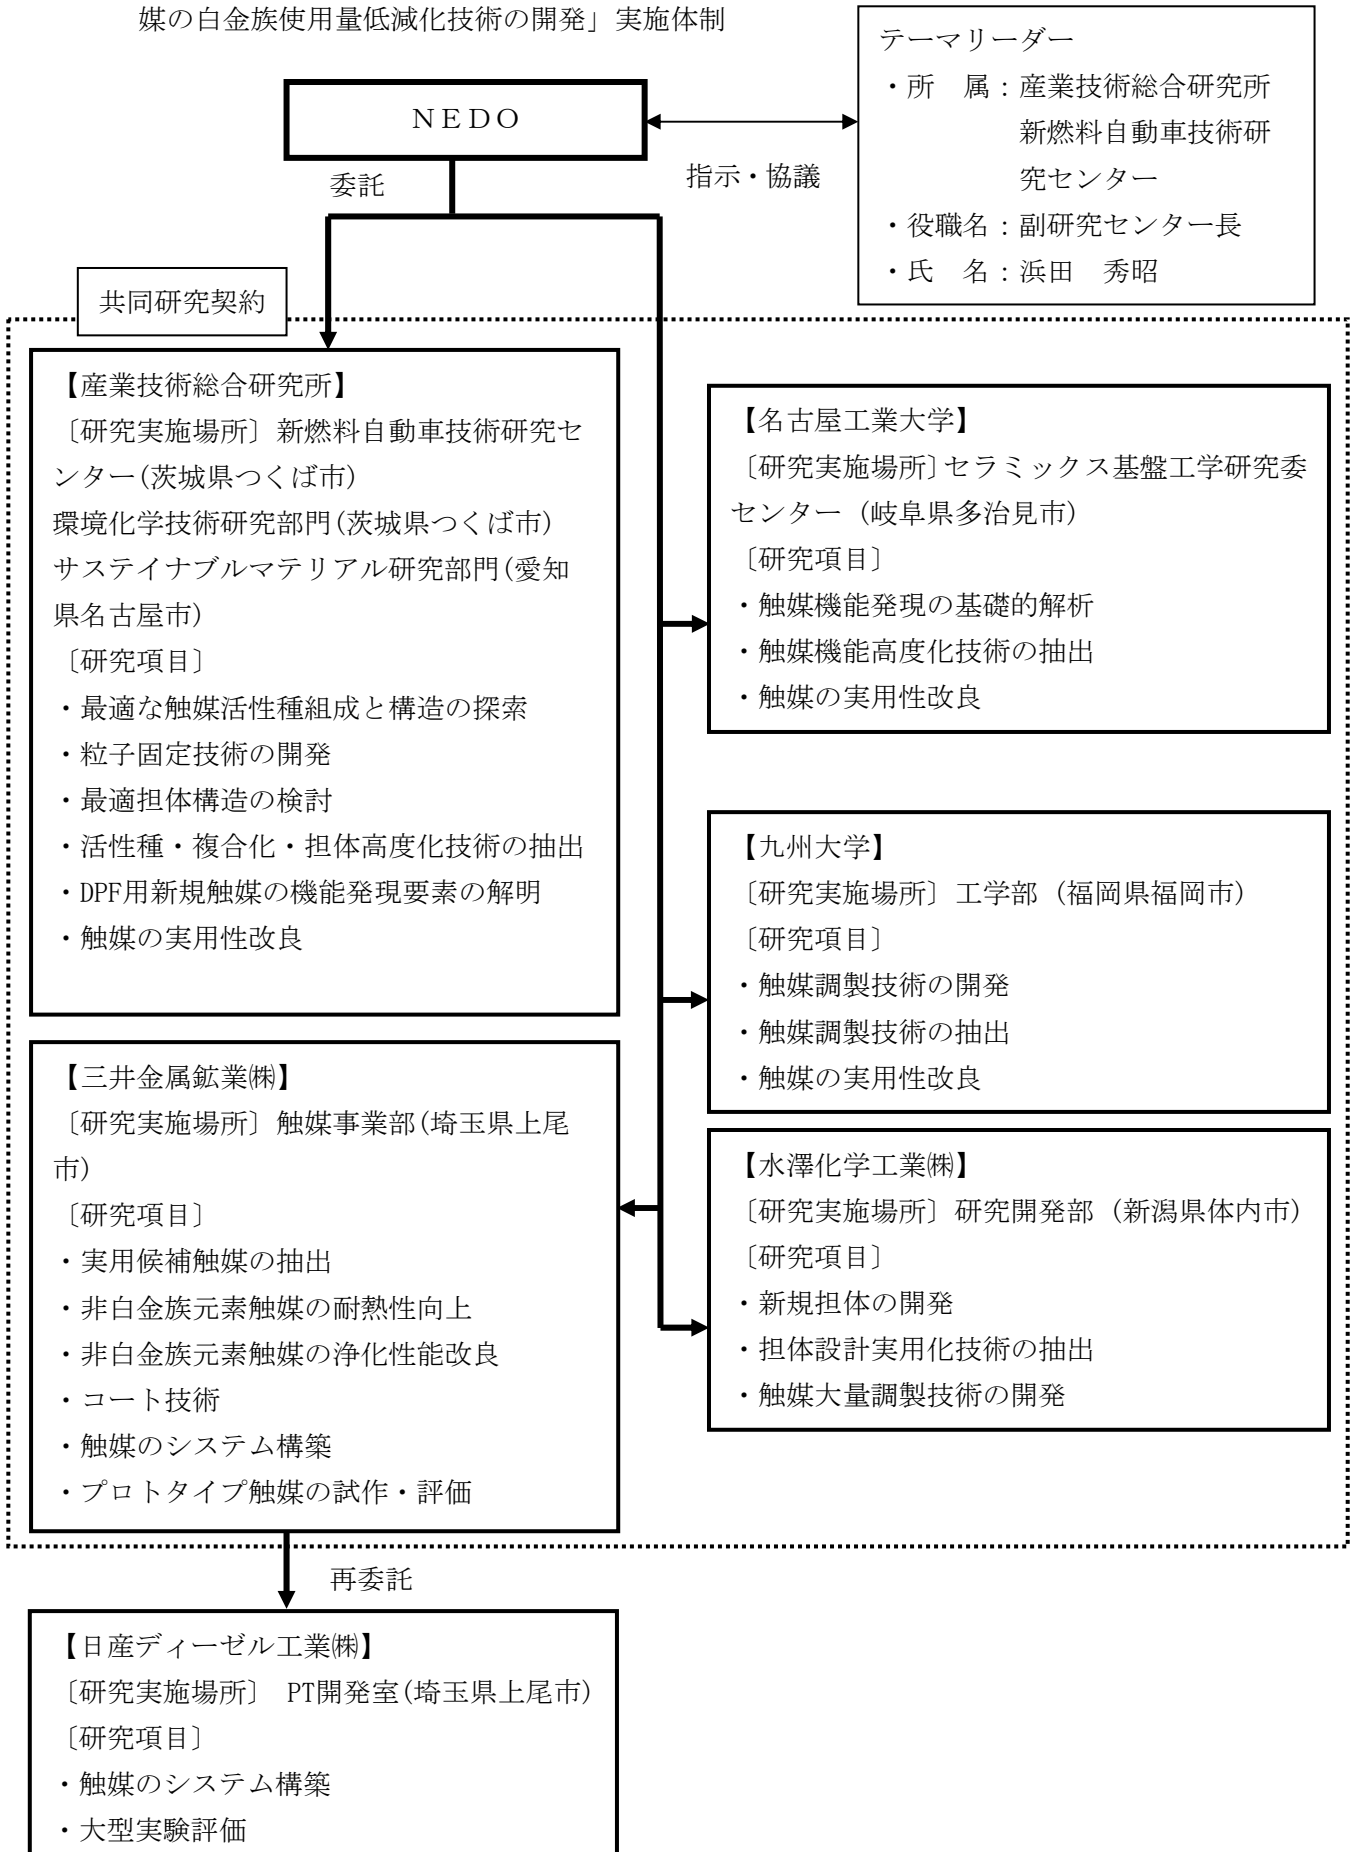 媒の白金族使用量低減化技術の開発」実施体制
テーマリーダー
・所　属：産業技術総合研究所
新燃料自動車技術研
究センター
・役職名：副研究センター長
・氏　名：浜田　秀昭
ＮＥＤＯ
指示・協議
委託
共同研究契約
【産業技術総合研究所】
〔研究実施場所〕新燃料自動車技術研究セ
ンター(茨城県つくば市)
環境化学技術研究部門(茨城県つくば市)
サステイナブルマテリアル研究部門(愛知
県名古屋市)
〔研究項目〕
・最適な触媒活性種組成と構造の探索
・粒子固定技術の開発
・最適担体構造の検討
・活性種・複合化・担体高度化技術の抽出
・DPF用新規触媒の機能発現要素の解明
・触媒の実用性改良
【名古屋工業大学】
〔研究実施場所〕セラミックス基盤工学研究委
センター（岐阜県多治見市）
〔研究項目〕
・触媒機能発現の基礎的解析
・触媒機能高度化技術の抽出
・触媒の実用性改良
【九州大学】
〔研究実施場所〕工学部（福岡県福岡市）
〔研究項目〕
・触媒調製技術の開発
・触媒調製技術の抽出
・触媒の実用性改良
【三井金属鉱業㈱】
〔研究実施場所〕触媒事業部(埼玉県上尾
市)
〔研究項目〕
・実用候補触媒の抽出
・非白金族元素触媒の耐熱性向上
・非白金族元素触媒の浄化性能改良
・コート技術
・触媒のシステム構築
・プロトタイプ触媒の試作・評価
【水澤化学工業㈱】
〔研究実施場所〕研究開発部（新潟県体内市）
〔研究項目〕
・新規担体の開発
・担体設計実用化技術の抽出
・触媒大量調製技術の開発
再委託
【日産ディーゼル工業㈱】
〔研究実施場所〕 PT開発室(埼玉県上尾市)
〔研究項目〕
・触媒のシステム構築
・大型実験評価